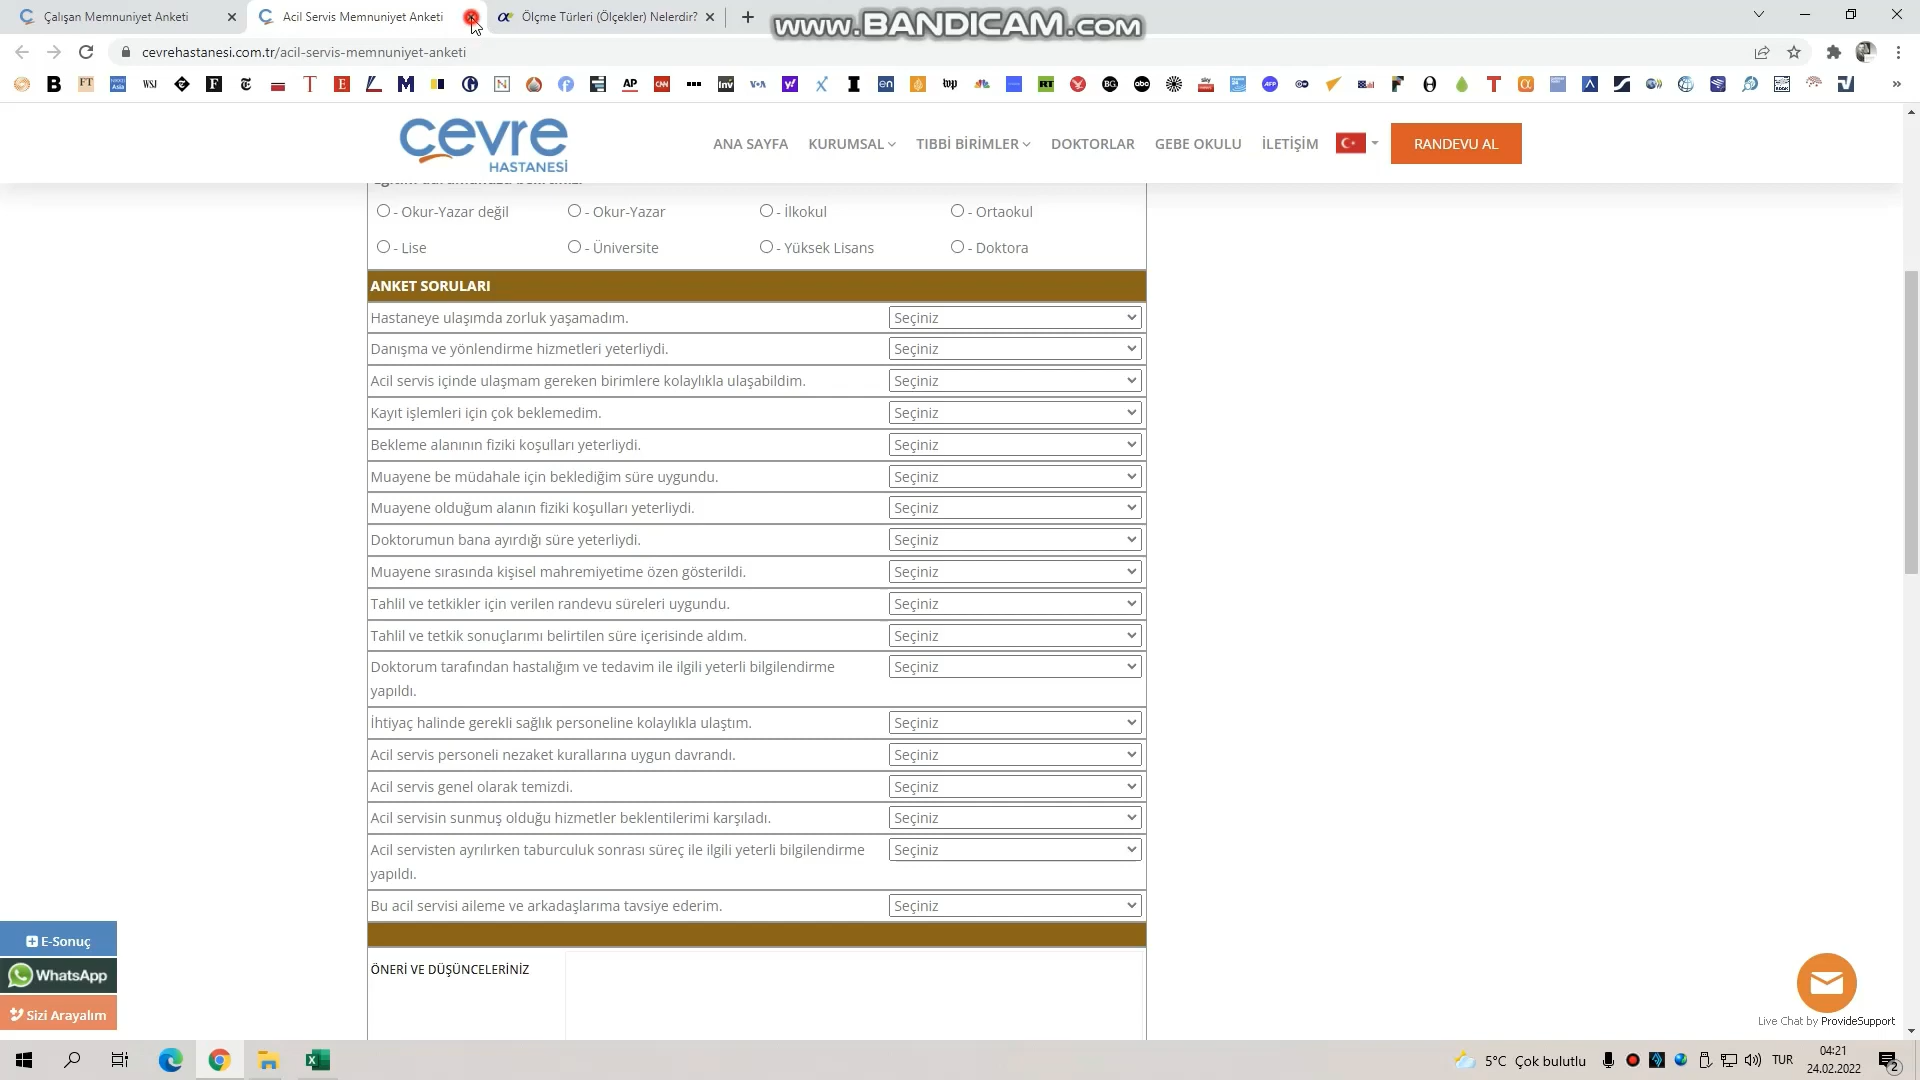 Çalışan Memnuniyet Anketi
Acil Servis Memnuniyet Anketi
Ölçme Türleri (Ölçekler) Nelerdir?
www.BANDICAM.com
cevrehastanesi.com.tr/acil-servis-memnuniyet-anketi
cevre
HASTANESİ
ANA SAYFA
KURUMSAL
TIBBİ BİRİMLER
DOKTORLAR
GEBE OKULU
İLETİŞİM
RANDEVU AL
- Okur-Yazar değil
- Okur-Yazar
- İlkokul
- Ortaokul
- Lise
- Üniversite
- Yüksek Lisans
- Doktora
ANKET SORULARI
Hastaneye ulaşımda zorluk yaşamadım. Seçiniz
Danışma ve yönlendirme hizmetleri yeterliydi. Seçiniz
Acil servis içinde ulaşmam gereken birimlere kolaylıkla ulaşabildim. Seçiniz
Kayıt işlemleri için çok beklemedim. Seçiniz
Bekleme alanının fiziki koşulları yeterliydi. Seçiniz
Muayene be müdahale için beklediğim süre uygundu. Seçiniz
Muayene olduğum alanın fiziki koşulları yeterliydi. Seçiniz
Doktorumun bana ayırdığı süre yeterliydi. Seçiniz
Muayene sırasında kişisel mahremiyetime özen gösterildi. Seçiniz
Tahlil ve tetkikler için verilen randevu süreleri uygundu. Seçiniz
Tahlil ve tetkik sonuçlarımı belirtilen süre içerisinde aldım. Seçiniz
Doktorum tarafından hastalığım ve tedavim ile ilgili yeterli bilgilendirme Seçiniz
yapıldı.
İhtiyaç halinde gerekli sağlık personeline kolaylıkla ulaştım. Seçiniz
Acil servis personeli nezaket kurallarına uygun davrandı. Seçiniz
Acil servis genel olarak temizdi. Seçiniz
Acil servisin sunmuş olduğu hizmetler beklentilerimi karşıladı. Seçiniz
Acil servisten ayrılırken taburculuk sonrası süreç ile ilgili yeterli bilgilendirme Seçiniz
yapıldı.
Bu acil servisi aileme ve arkadaşlarıma tavsiye ederim. Seçiniz
ÖNERİ VE DÜŞÜNCELERİNİZ
E-Sonuç
WhatsApp
Sizi Arayalım
Live Chat by ProvideSupport
5°C Çok bulutlu
TUR
04:21
24.02.2022
2